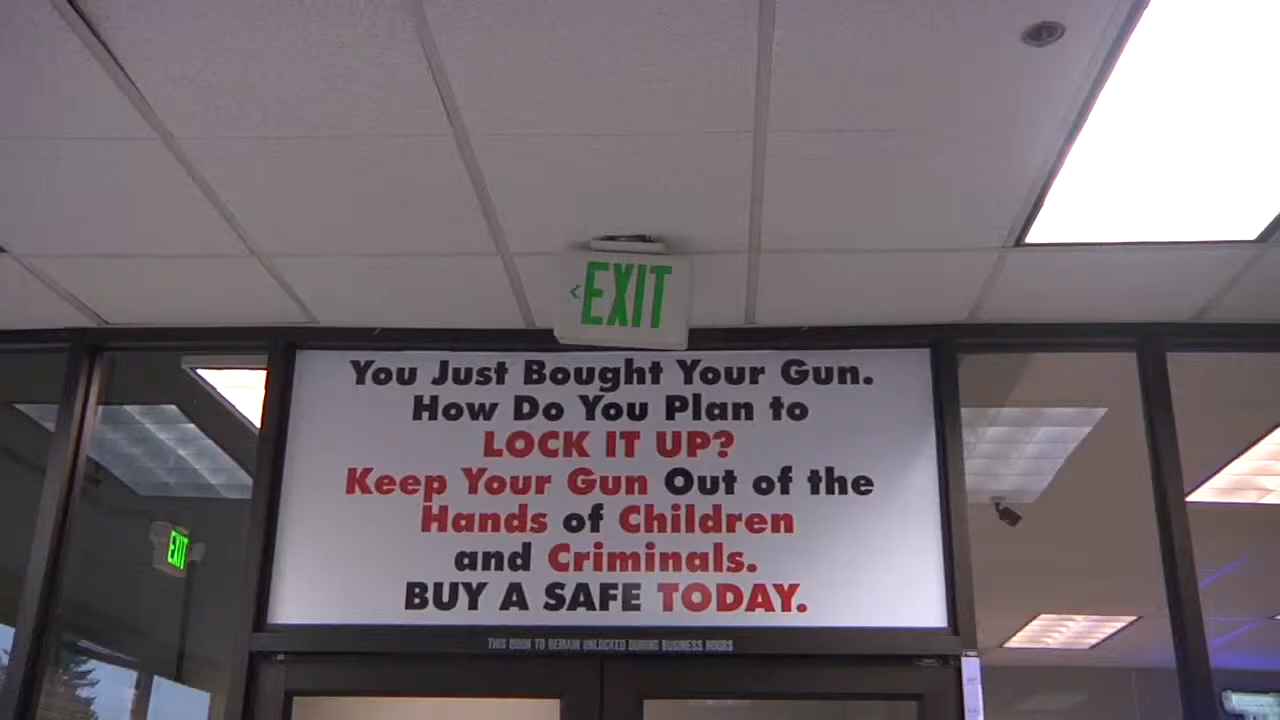 EXIT
You Just Bought Your Gun.
How Do You Plan to
LOCK IT UP?
Keep Your Gun Out of the
Hands of Children
and Criminals.
BUY A SAFE TODAY.
EXIT
THIS DOOR TO REMAIN UNLOCKED DURING BUSINESS HOURS